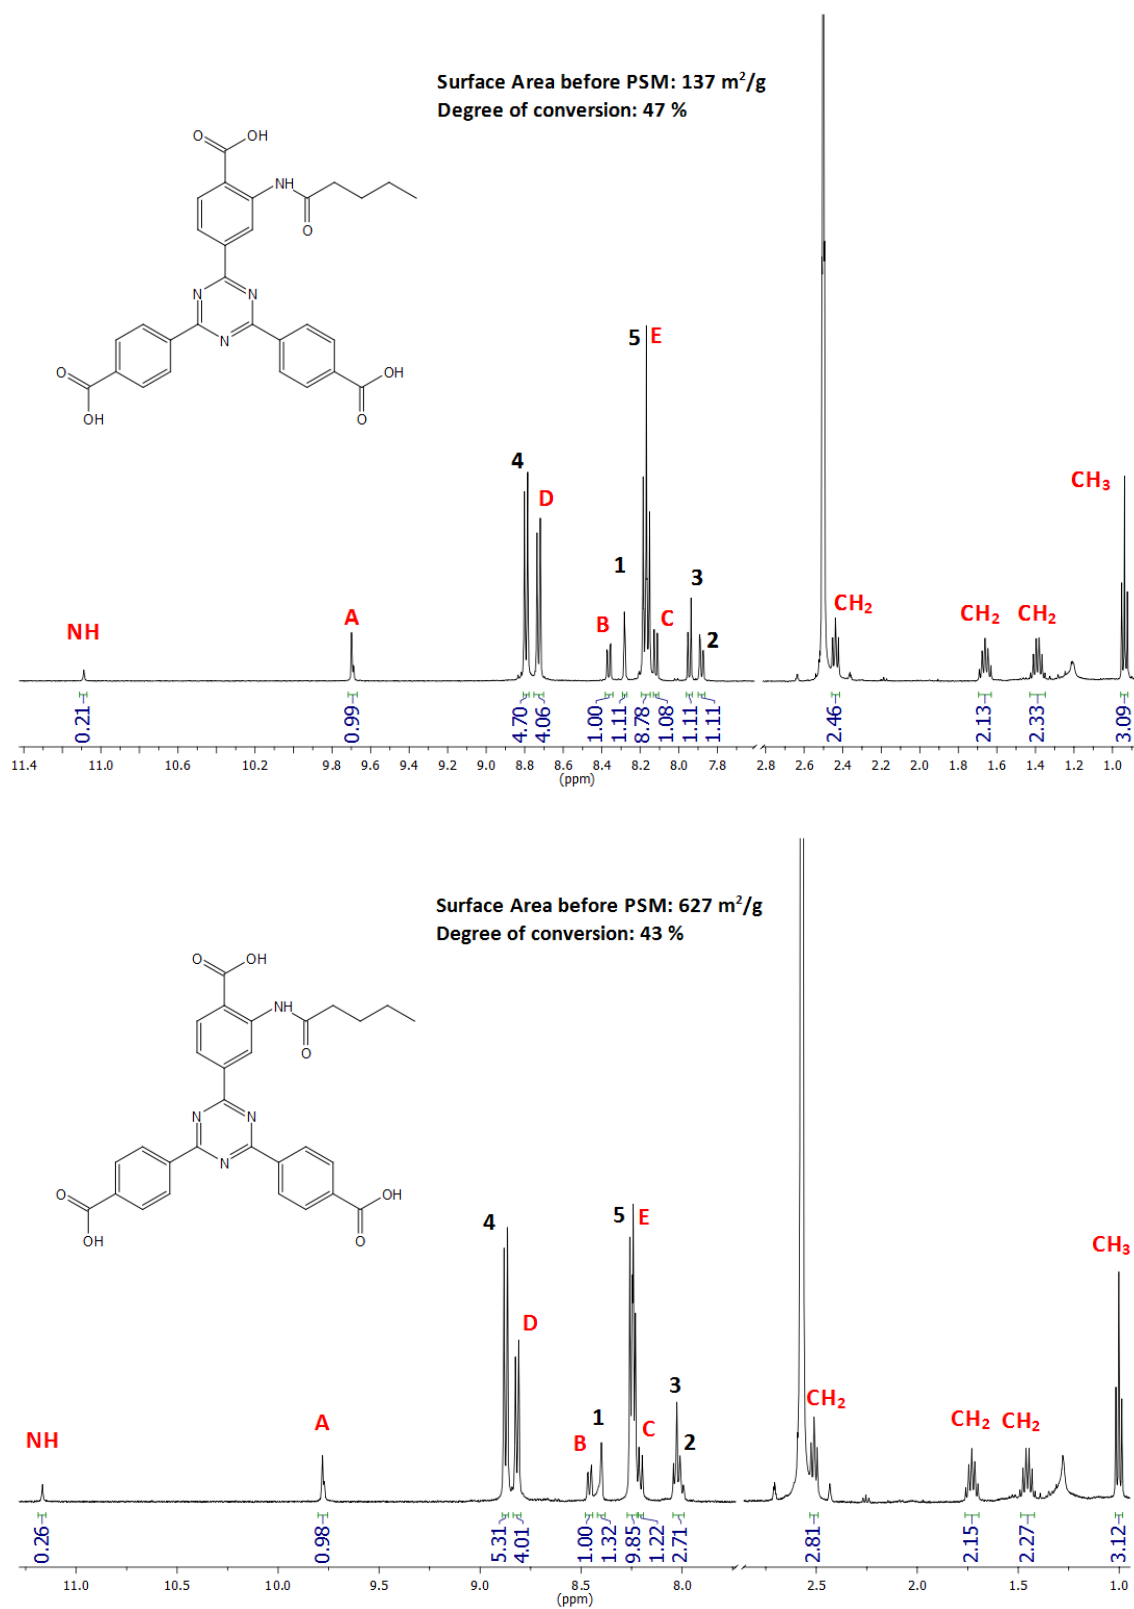 Surface Area before PSM: 137 m²/g
Degree of conversion: 47 %
O
OH
NH
O
N
N
N
O
OH
OH
O
4
D
NH
A
B
1
5
E
C
3
2
CH₂
CH₂
CH₂
CH₃
0.21
0.99
4.70
4.06
1.00
1.11
8.78
1.08
1.11
1.11
2.46
2.13
2.33
3.09
11.4
11.0
10.6
10.2
9.8
9.6
9.4
9.2
9.0
8.8
8.6
8.4
8.2
8.0
7.8
2.8
2.6
2.4
2.2
2.0
1.8
1.6
1.4
1.2
1.0
(ppm)
Surface Area before PSM: 627 m²/g
Degree of conversion: 43 %
O
OH
NH
O
N
N
N
O
OH
OH
O
4
D
NH
A
B
1
5
E
C
3
2
CH₂
CH₂
CH₂
CH₃
0.26
0.98
5.31
4.01
1.00
1.32
9.85
1.22
2.71
2.81
2.15
2.27
3.12
11.0
10.5
10.0
9.5
9.0
8.5
8.0
2.5
2.0
1.5
1.0
(ppm)